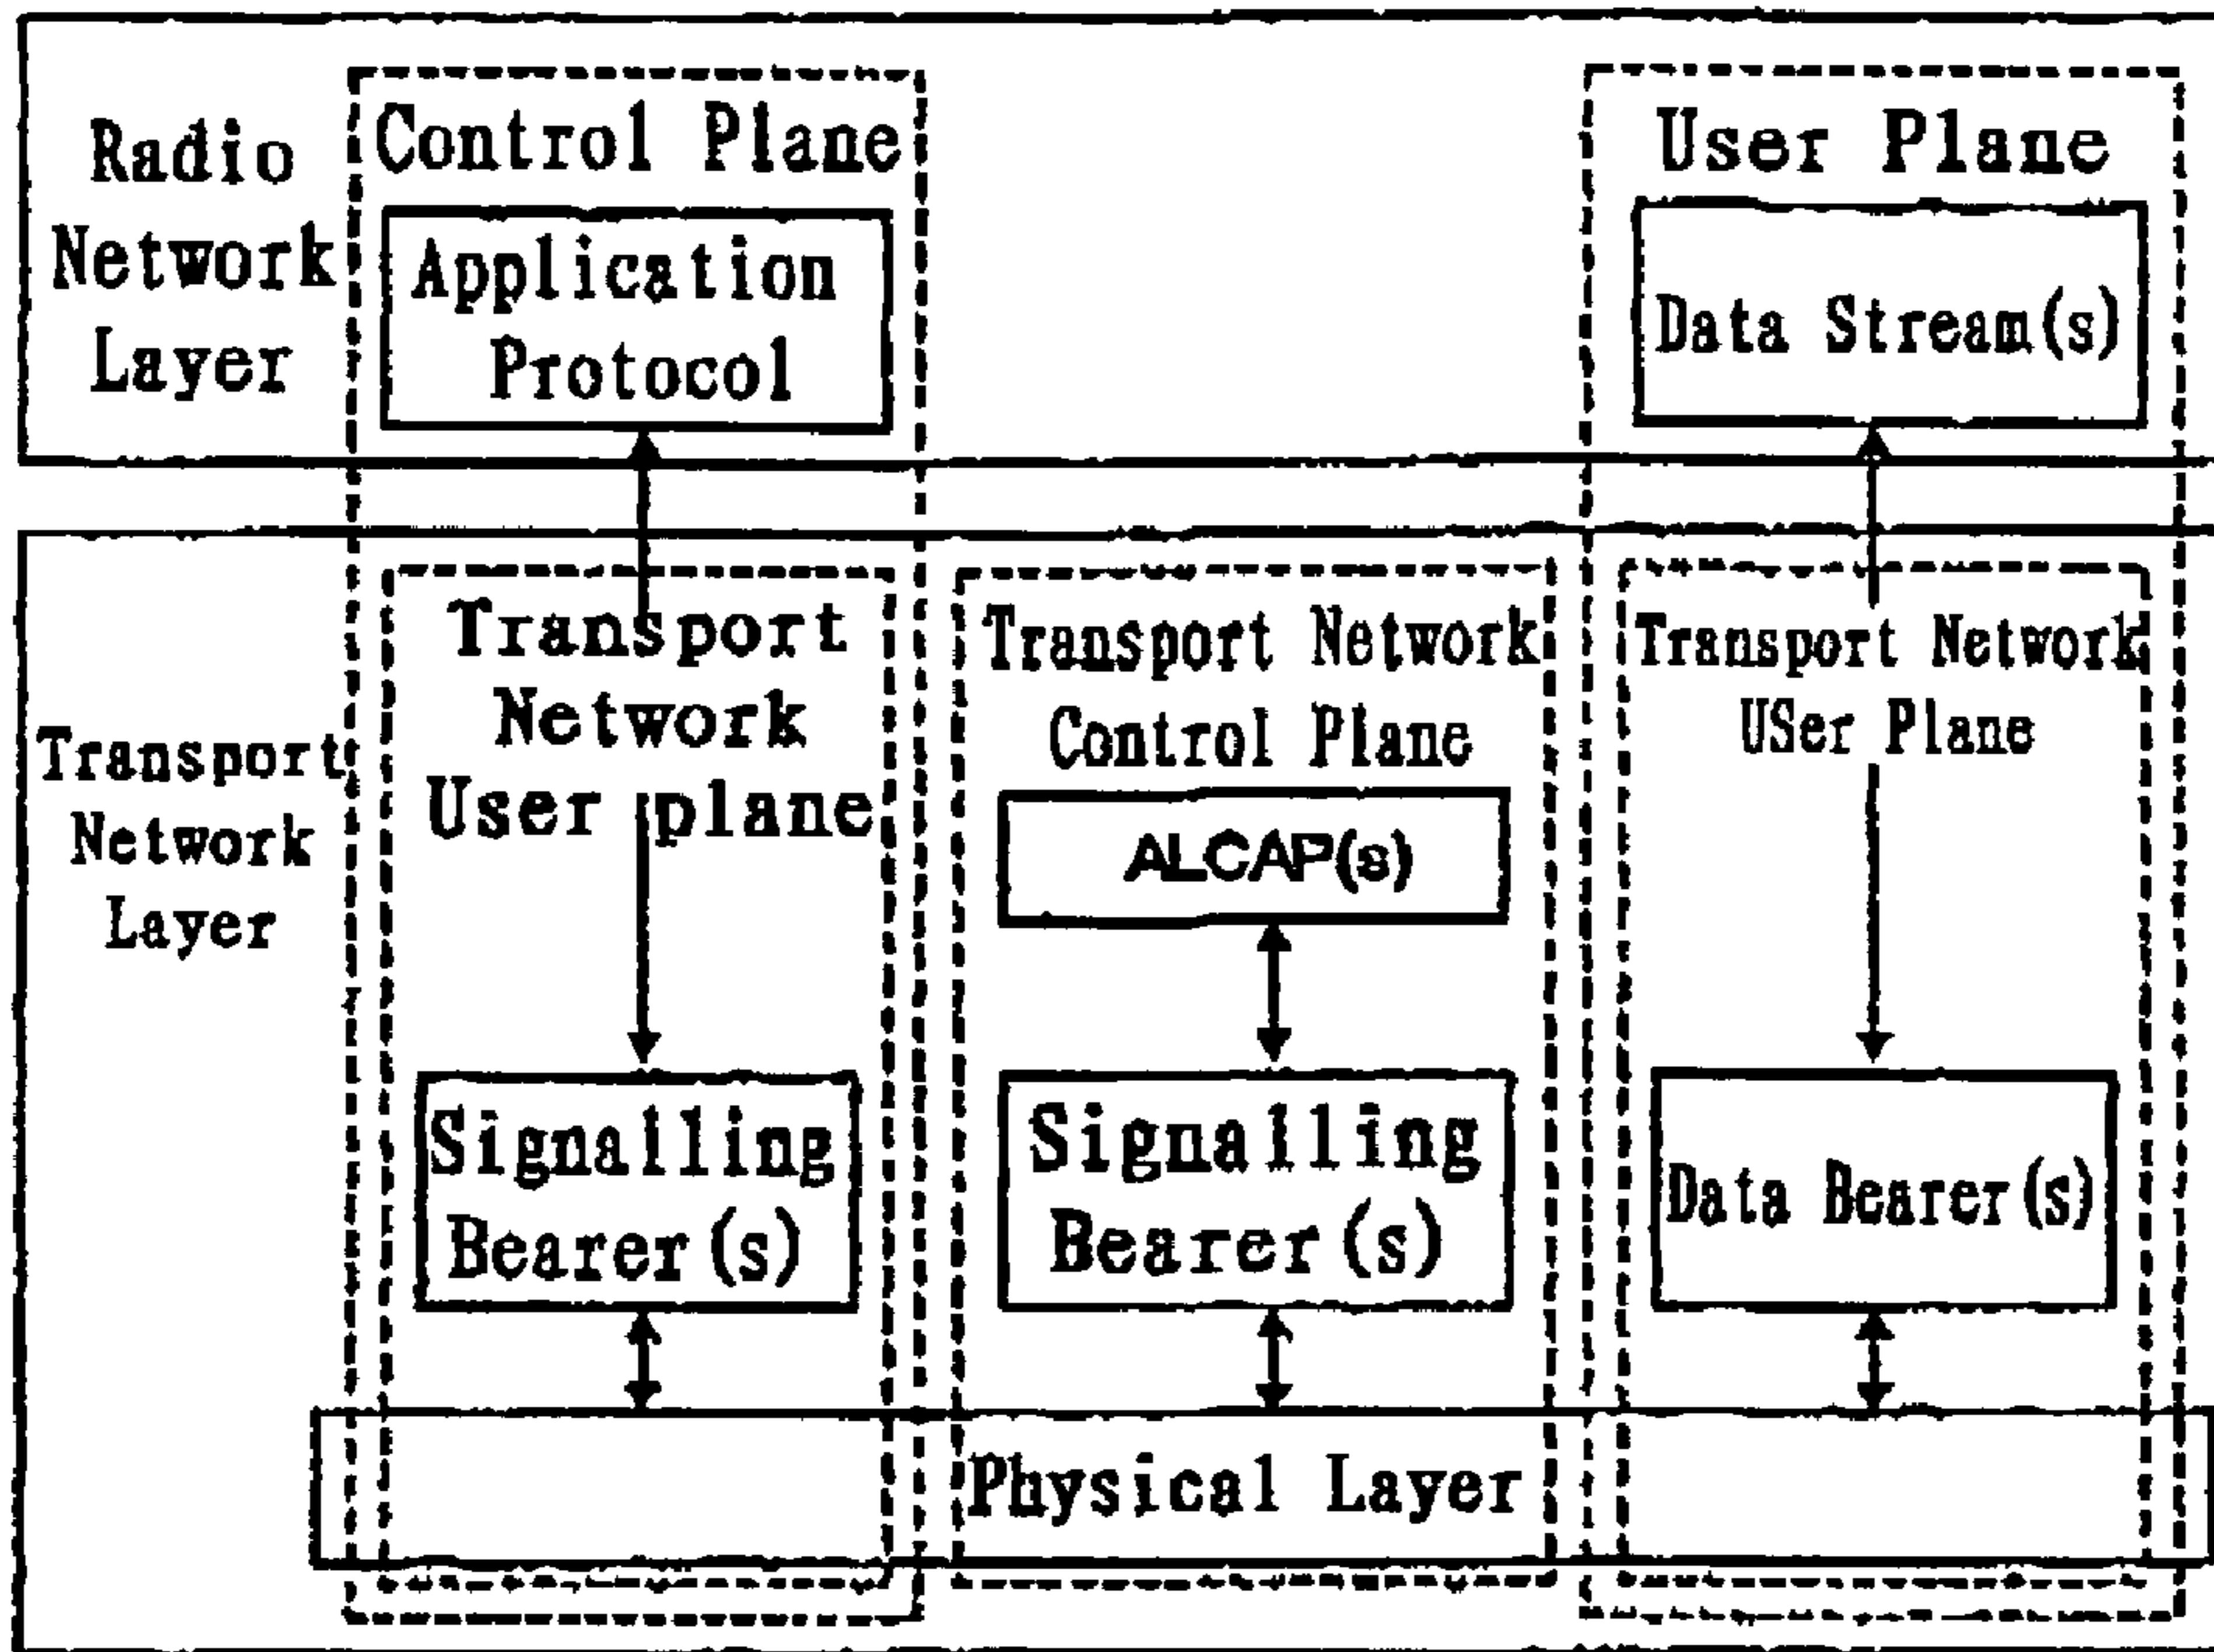 Radio
Network
Layer
Control Plane
Application
Protocol
User Plane
Data Stream(s)
Transport
Network
Layer
Transport
Network
User plane
Signalling
Bearer(s)
Transport Network
Control Plane
ALCAP(s)
Signalling
Bearer(s)
Transport Network
USer Plane
Data Bearer(s)
Physical Layer